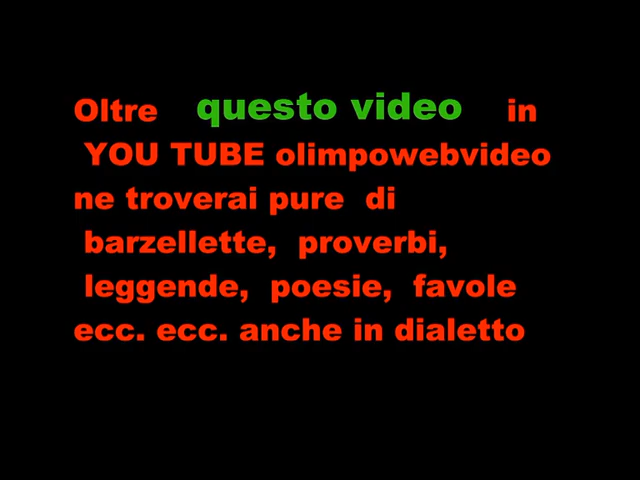 Oltre questo video in
YOU TUBE olimpowebvideo
ne troverai pure di
barzellette, proverbi,
leggende, poesie, favole
ecc. ecc. anche in dialetto